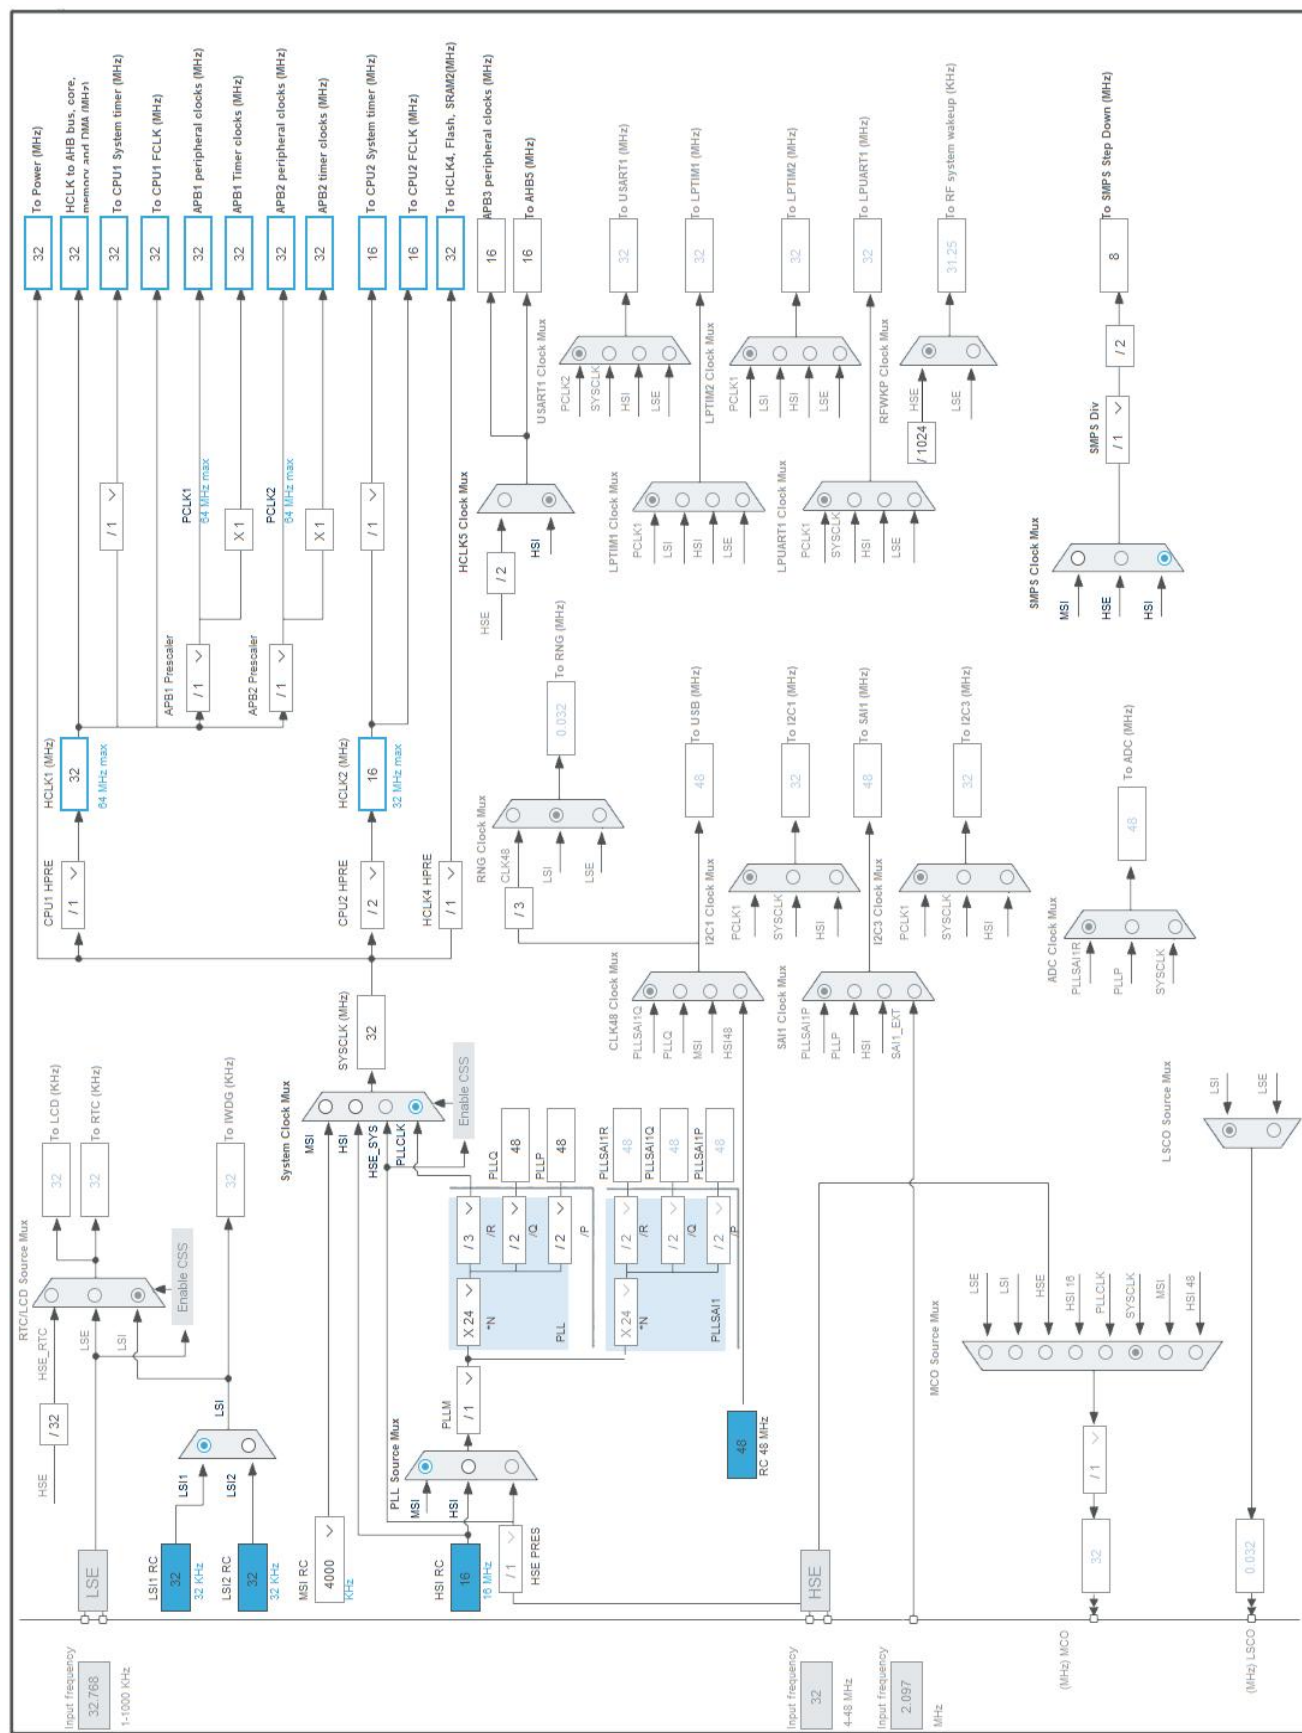 Input frequency
32.768
1-1000 KHz
LSE
HSE
/ 32
HSE_RTC
LSE
LSI
RTC/LCD Source Mux
Enable CSS
32
To LCD (KHz)
32
To RTC (KHz)
LSI1 RC
32
32 KHz
LSI2 RC
32
32 KHz
LSI1
LSI2
LSI
32
To IWDG (KHz)
MSI RC
4000
KHz
HSI RC
16
16 MHz
/ 1
HSE PRES
PLL Source Mux
MSI
HSI
PLLM
/ 1
X 24
*N
PLL
/ 3
/R
/ 2
/Q
/ 2
/P
PLLQ
48
PLLP
48
X 24
*N
PLLSAI1
/ 2
/R
/ 2
/Q
/ 2
/P
PLLSAI1R
48
PLLSAI1Q
48
PLLSAI1P
48
System Clock Mux
MSI
HSI
HSE_SYS
PLLCLK
Enable CSS
SYSCLK (MHz)
32
CPU1 HPRE
/ 1
HCLK1 (MHz)
32
64 MHz max
CPU2 HPRE
/ 2
HCLK2 (MHz)
16
32 MHz max
HCLK4 HPRE
/ 1
APB1 Prescaler
/ 1
APB2 Prescaler
/ 1
/ 1
PCLK1
64 MHz max
X 1
PCLK2
64 MHz max
X 1
/ 1
32
To Power (MHz)
32
HCLK to AHB bus, core,
memory and DMA (MHz)
32
To CPU1 System timer (MHz)
32
To CPU1 FCLK (MHz)
32
APB1 peripheral clocks (MHz)
32
APB1 Timer clocks (MHz)
32
APB2 peripheral clocks (MHz)
32
APB2 timer clocks (MHz)
16
To CPU2 System timer (MHz)
16
To CPU2 FCLK (MHz)
32
To HCLK4, Flash, SRAM2(MHz)
HCLK5 Clock Mux
HSE
/ 2
HSI
16
APB3 peripheral clocks (MHz)
16
To AHB5 (MHz)
RNG Clock Mux
/ 3
CLK48
LSI
LSE
0.032
To RNG (MHz)
USART1 Clock Mux
PCLK2
SYSCLK
HSI
LSE
32
To USART1 (MHz)
CLK48 Clock Mux
PLLSAI1Q
PLLQ
MSI
HSI48
48
RC 48 MHz
48
To USB (MHz)
LPTIM1 Clock Mux
PCLK1
LSI
HSI
LSE
32
To LPTIM1 (MHz)
I2C1 Clock Mux
PCLK1
SYSCLK
HSI
32
To I2C1 (MHz)
LPTIM2 Clock Mux
PCLK1
LSI
HSI
LSE
32
To LPTIM2 (MHz)
Input frequency
32
4-48 MHz
HSE
Input frequency
2.097
MHz
SAI1 Clock Mux
PLLSAI1P
PLLP
HSI
SAI1_EXT
48
To SAI1 (MHz)
LPUART1 Clock Mux
PCLK1
SYSCLK
HSI
LSE
32
To LPUART1 (MHz)
I2C3 Clock Mux
PCLK1
SYSCLK
HSI
32
To I2C3 (MHz)
RFWKP Clock Mux
/ 1024
HSE
LSE
31.25
To RF system wakeup (KHz)
MCO Source Mux
LSE
LSI
HSE
HSI 16
PLLCLK
SYSCLK
MSI
HSI 48
/ 1
32
(MHz) MCO
ADC Clock Mux
PLLSAI1R
PLLP
SYSCLK
48
To ADC (MHz)
SMPS Clock Mux
MSI
HSE
HSI
SMPS Div
/ 1
/ 2
8
To SMPS Step Down (MHz)
LSCO Source Mux
LSI
LSE
0.032
(MHz) LSCO